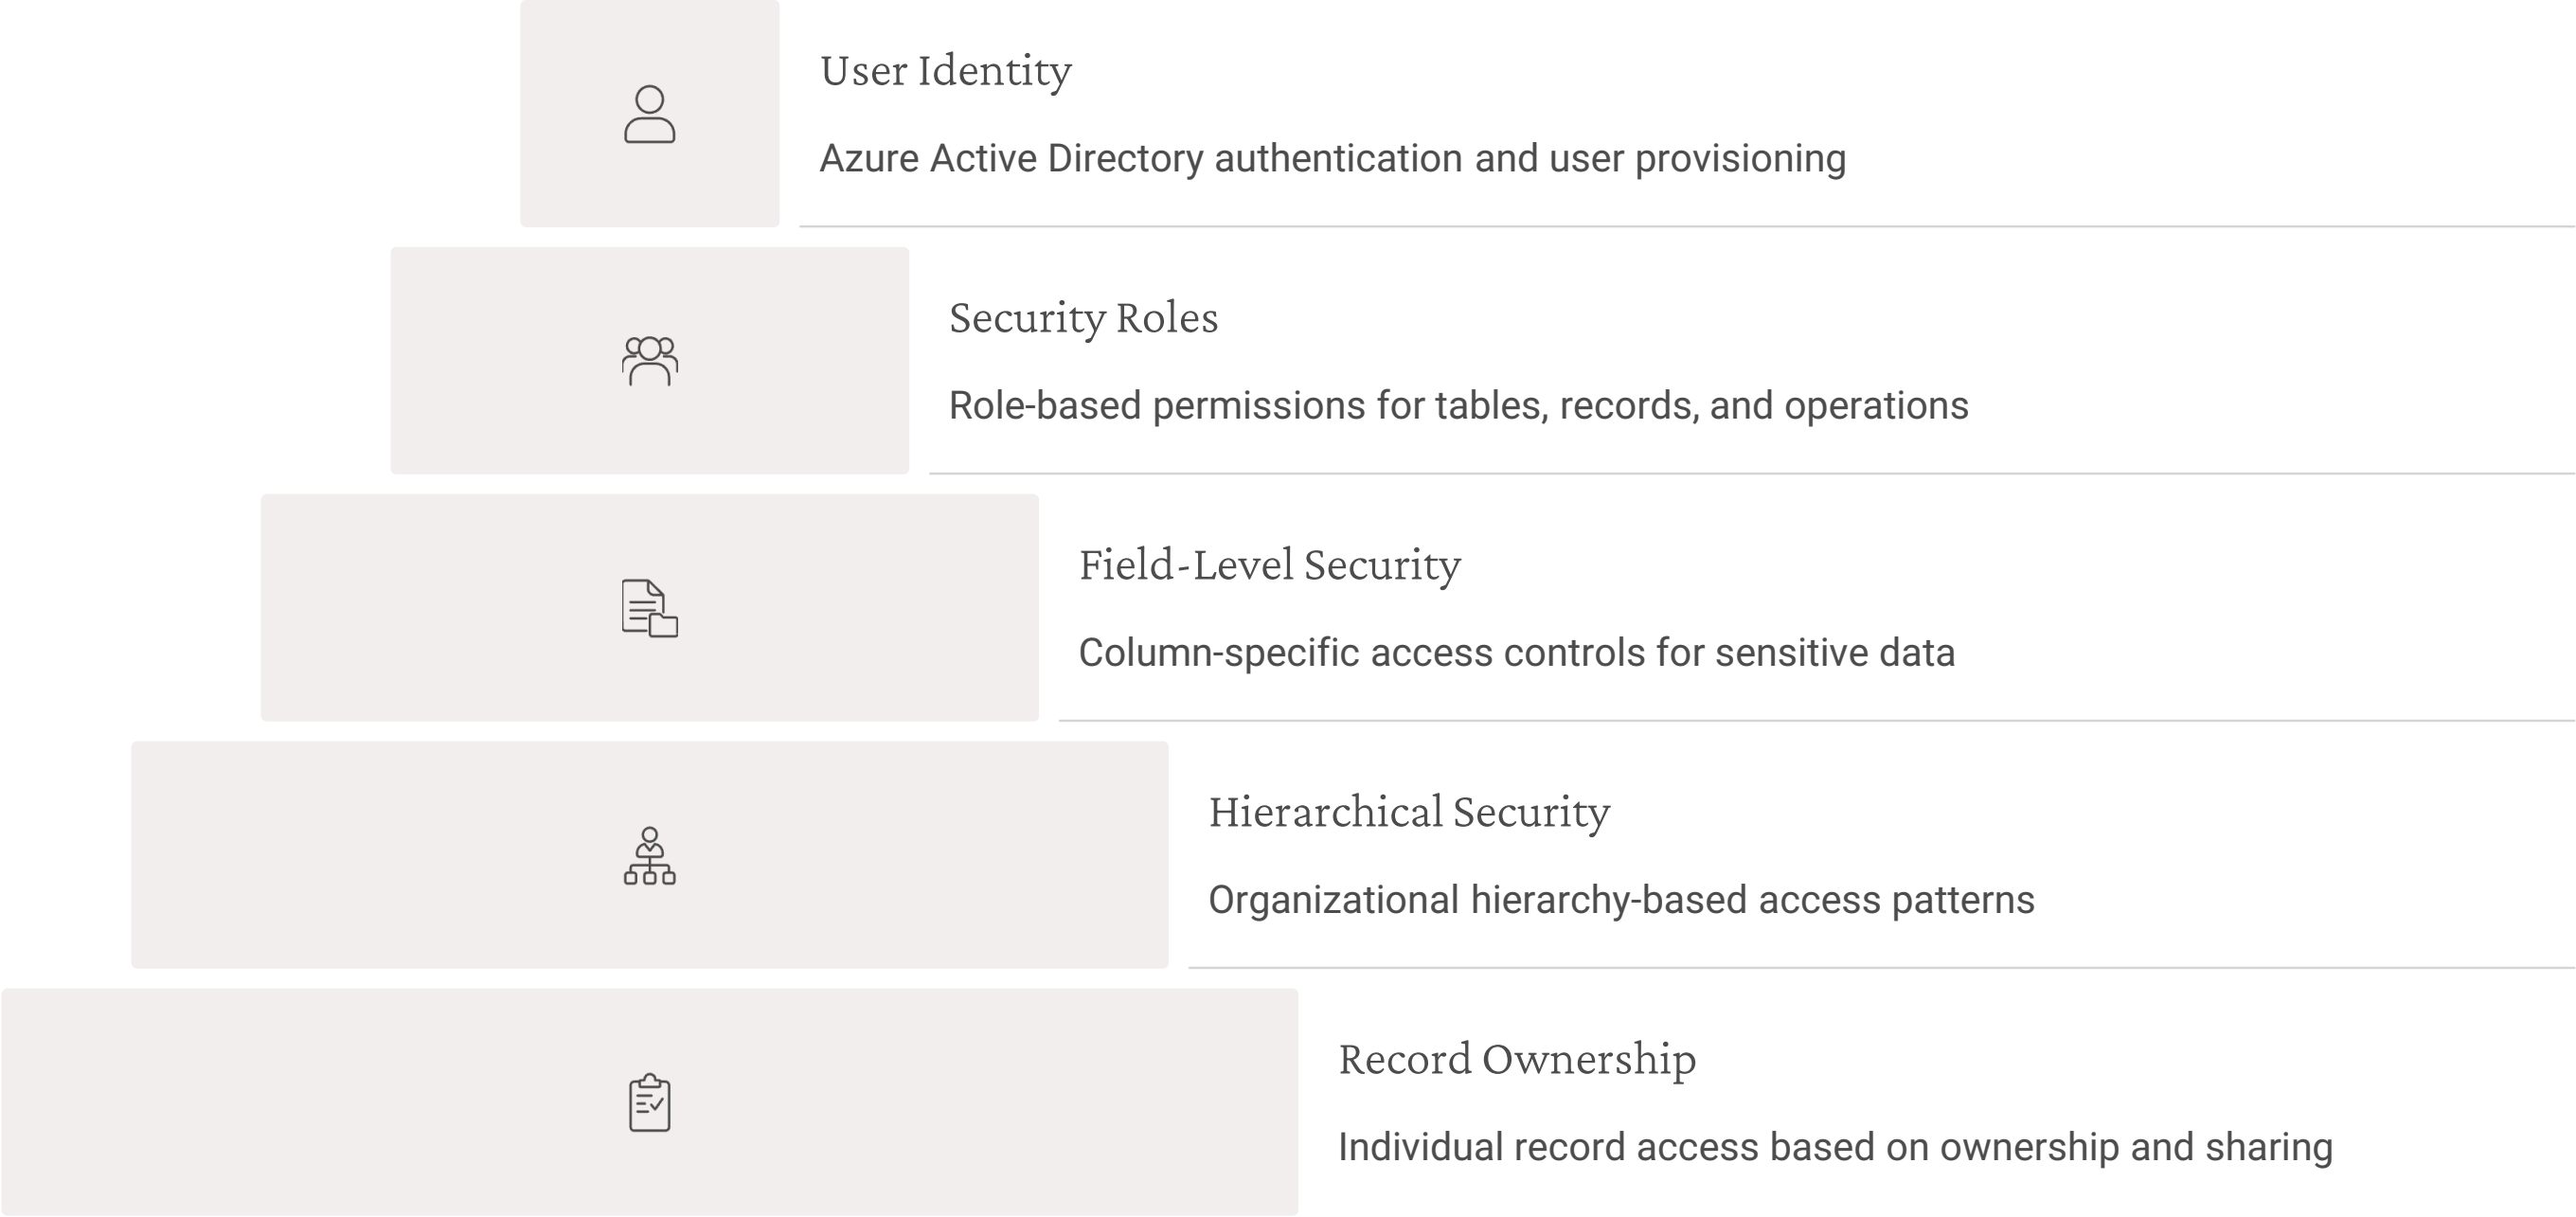 User Identity
Azure Active Directory authentication and user provisioning
Security Roles
Role-based permissions for tables, records, and operations
Field-Level Security
Column-specific access controls for sensitive data
Hierarchical Security
Organizational hierarchy-based access patterns
Record Ownership
Individual record access based on ownership and sharing